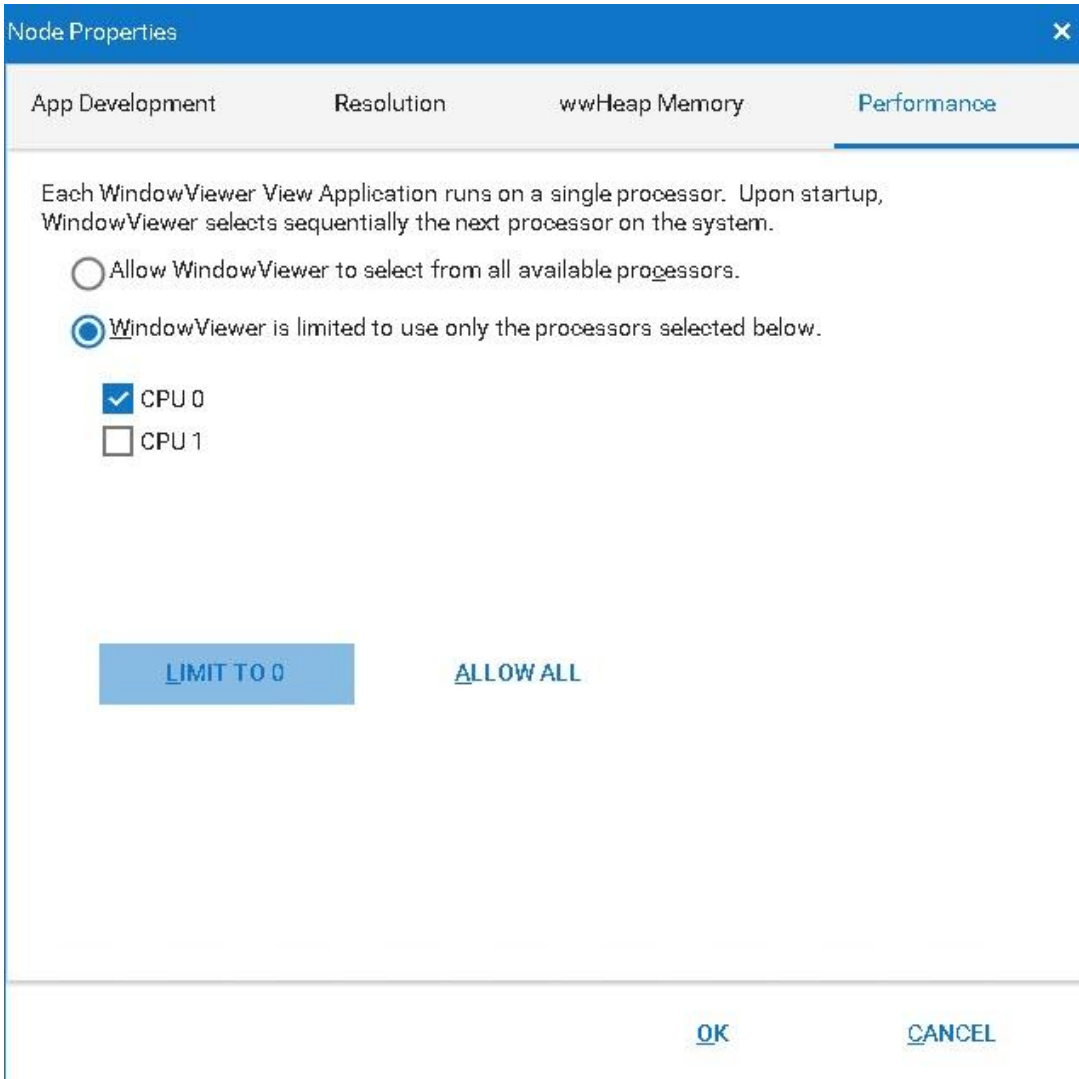 Node Properties
App Development Resolution wwHeap Memory Performance
Each WindowViewer View Application runs on a single processor. Upon startup,
WindowViewer selects sequentially the next processor on the system.
Allow WindowViewer to select from all available processors.
WindowViewer is limited to use only the processors selected below.
CPU 0
CPU 1
LIMIT TO 0 ALLOW ALL
OK CANCEL